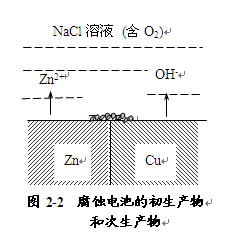 NaCl 溶液 (含 O₂)
Zn²⁺ OH⁻
Zn Cu
图 2-2 腐蚀电池的初生产物
和次生产物